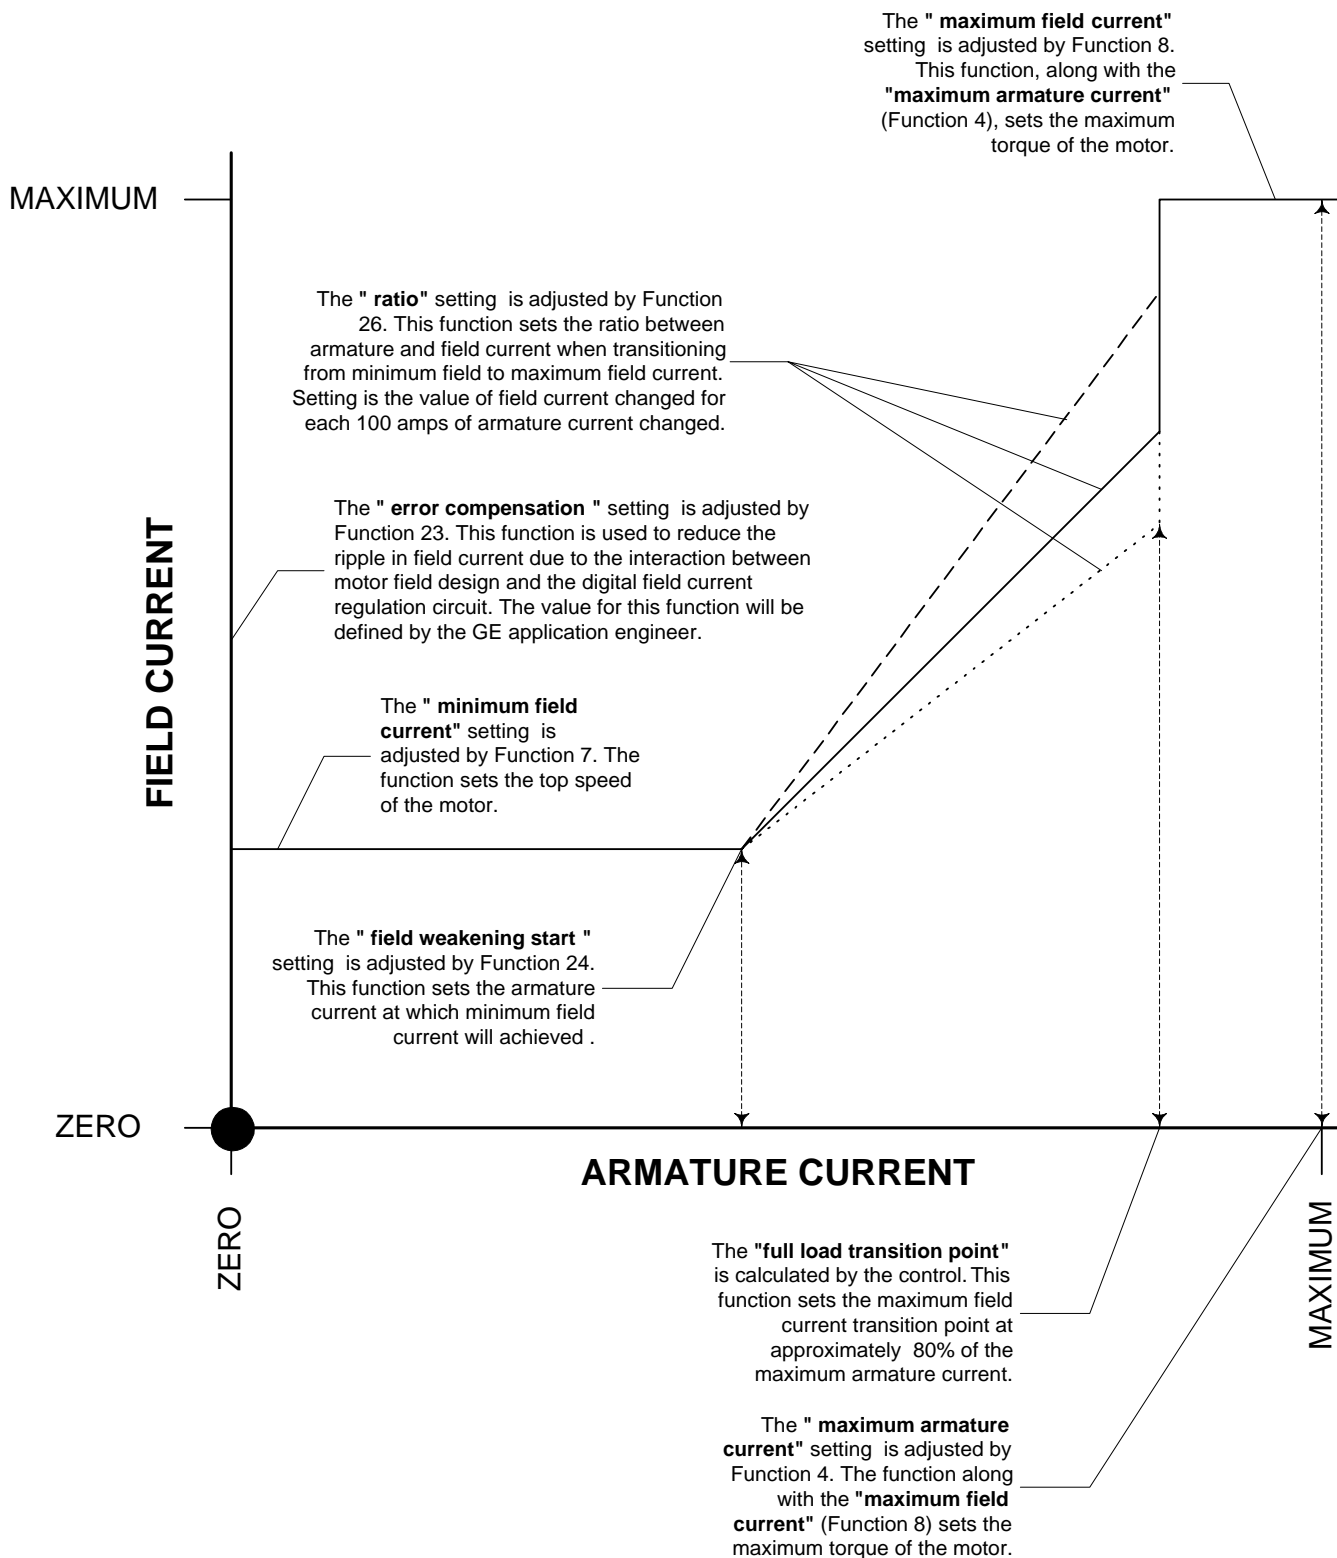 The " maximum field current"
setting is adjusted by Function 8.
This function, along with the
"maximum armature current"
(Function 4), sets the maximum
torque of the motor.
MAXIMUM
The " ratio" setting is adjusted by Function
26. This function sets the ratio between
armature and field current when transitioning
from minimum field to maximum field current.
Setting is the value of field current changed for
each 100 amps of armature current changed.
The " error compensation " setting is adjusted by
Function 23. This function is used to reduce the
ripple in field current due to the interaction between
motor field design and the digital field current
regulation circuit. The value for this function will be
defined by the GE application engineer.
FIELD CURRENT
The " minimum field
current" setting is
adjusted by Function 7. The
function sets the top speed
of the motor.
The " field weakening start "
setting is adjusted by Function 24.
This function sets the armature
current at which minimum field
current will achieved .
ZERO
ARMATURE CURRENT
ZERO
MAXIMUM
The "full load transition point"
is calculated by the control. This
function sets the maximum field
current transition point at
approximately 80% of the
maximum armature current.
The " maximum armature
current" setting is adjusted by
Function 4. The function along
with the "maximum field
current" (Function 8) sets the
maximum torque of the motor.